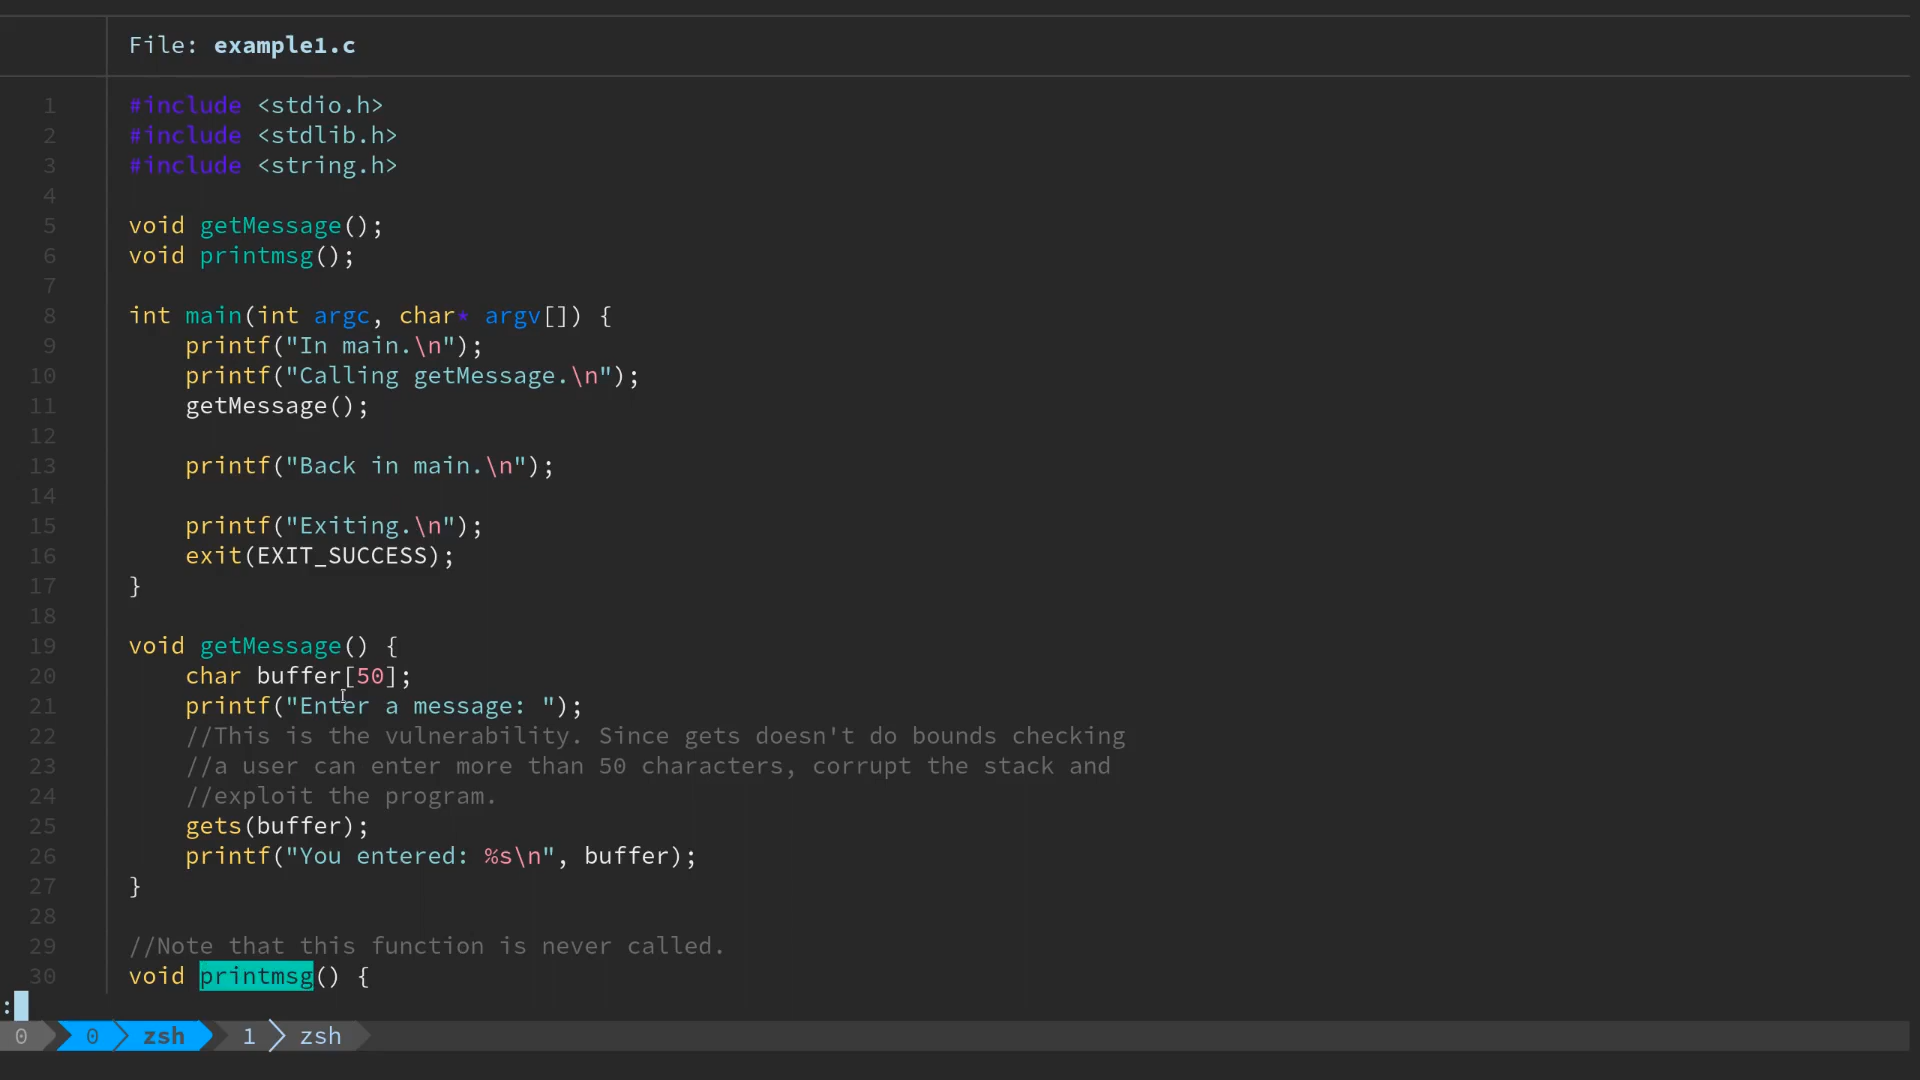 File: example1.c
1 #include <stdio.h>
2 #include <stdlib.h>
3 #include <string.h>
4
5 void getMessage();
6 void printmsg();
7
8 int main(int argc, char* argv[]) {
9     printf("In main.\n");
10     printf("Calling getMessage.\n");
11     getMessage();
12
13     printf("Back in main.\n");
14
15     printf("Exiting.\n");
16     exit(EXIT_SUCCESS);
17 }
18
19 void getMessage() {
20     char buffer[50];
21     printf("Enter a message: ");
22     //This is the vulnerability. Since gets doesn't do bounds checking
23     //a user can enter more than 50 characters, corrupt the stack and
24     //exploit the program.
25     gets(buffer);
26     printf("You entered: %s\n", buffer);
27 }
28
29 //Note that this function is never called.
30 void printmsg() {
:
0 0 zsh 1 zsh